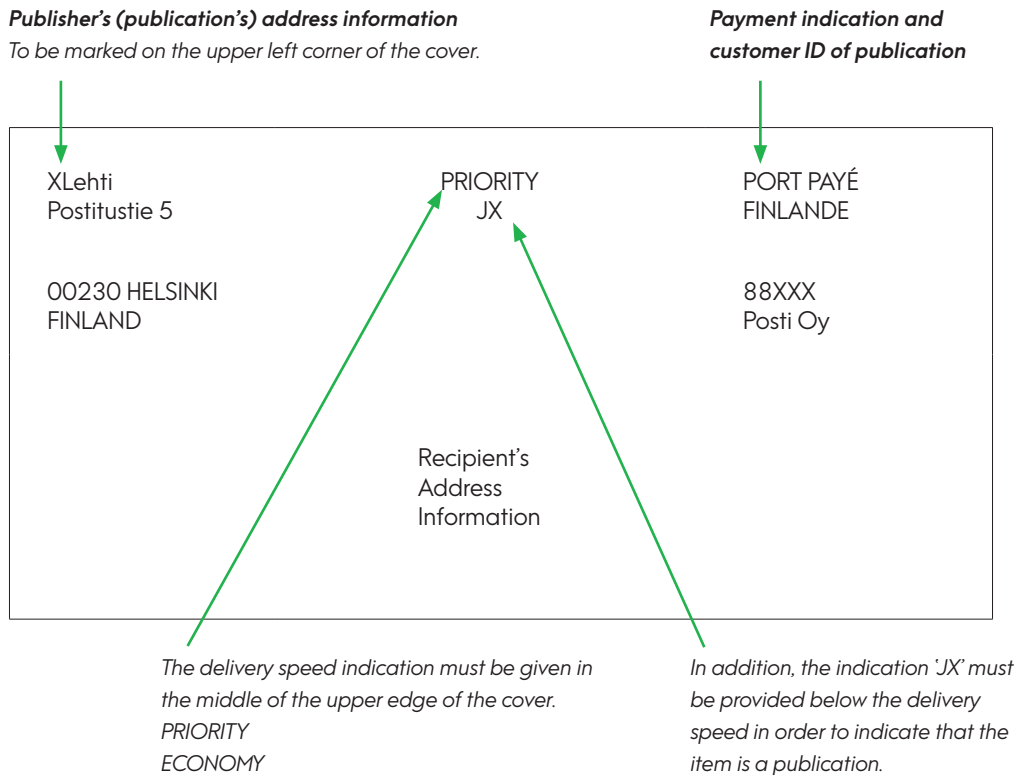 Publisher’s (publication’s) address information
To be marked on the upper left corner of the cover.
Payment indication and
customer ID of publication
XLehti
Postitustie 5
00230 HELSINKI
FINLAND
PRIORITY
JX
PORT PAYÉ
FINLANDE
88XXX
Posti Oy
Recipient’s
Address
Information
The delivery speed indication must be given in
the middle of the upper edge of the cover.
PRIORITY
ECONOMY
In addition, the indication ‘JX’ must
be provided below the delivery
speed in order to indicate that the
item is a publication.